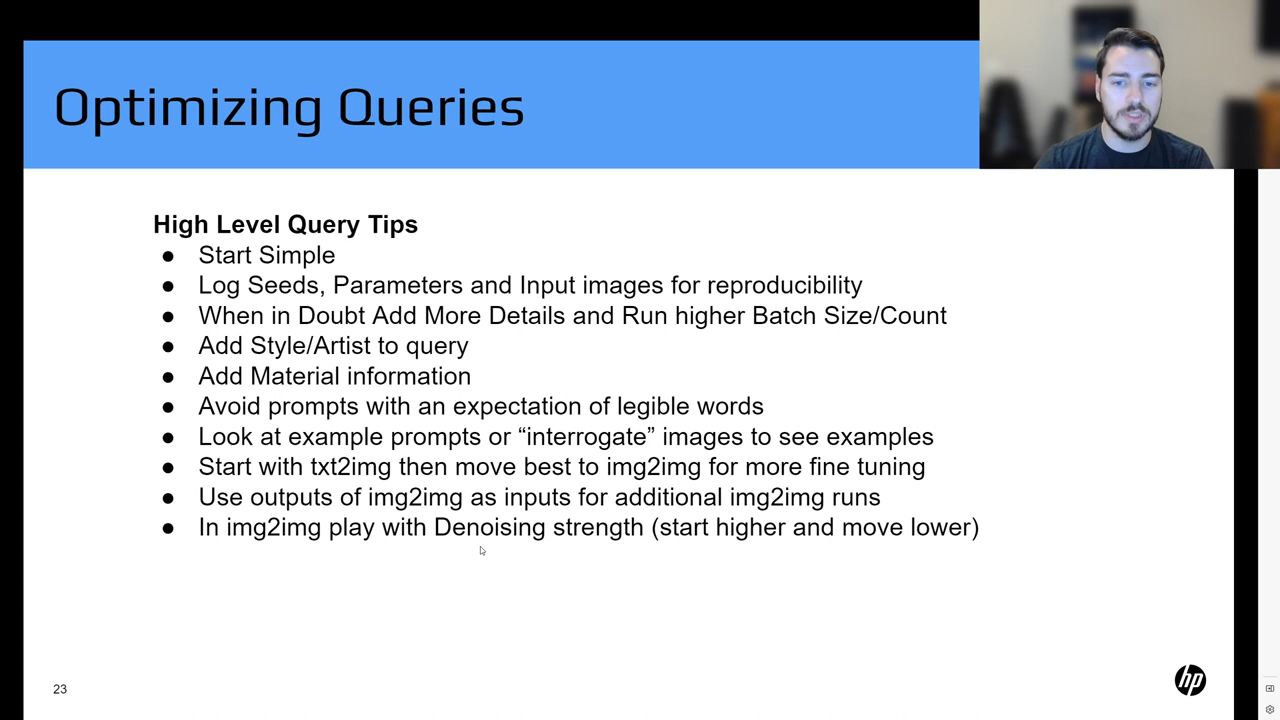 Optimizing Queries
High Level Query Tips
● Start Simple
● Log Seeds, Parameters and Input images for reproducibility
● When in Doubt Add More Details and Run higher Batch Size/Count
● Add Style/Artist to query
● Add Material information
● Avoid prompts with an expectation of legible words
● Look at example prompts or “interrogate” images to see examples
● Start with txt2img then move best to img2img for more fine tuning
● Use outputs of img2img as inputs for additional img2img runs
● In img2img play with Denoising strength (start higher and move lower)
23
hp